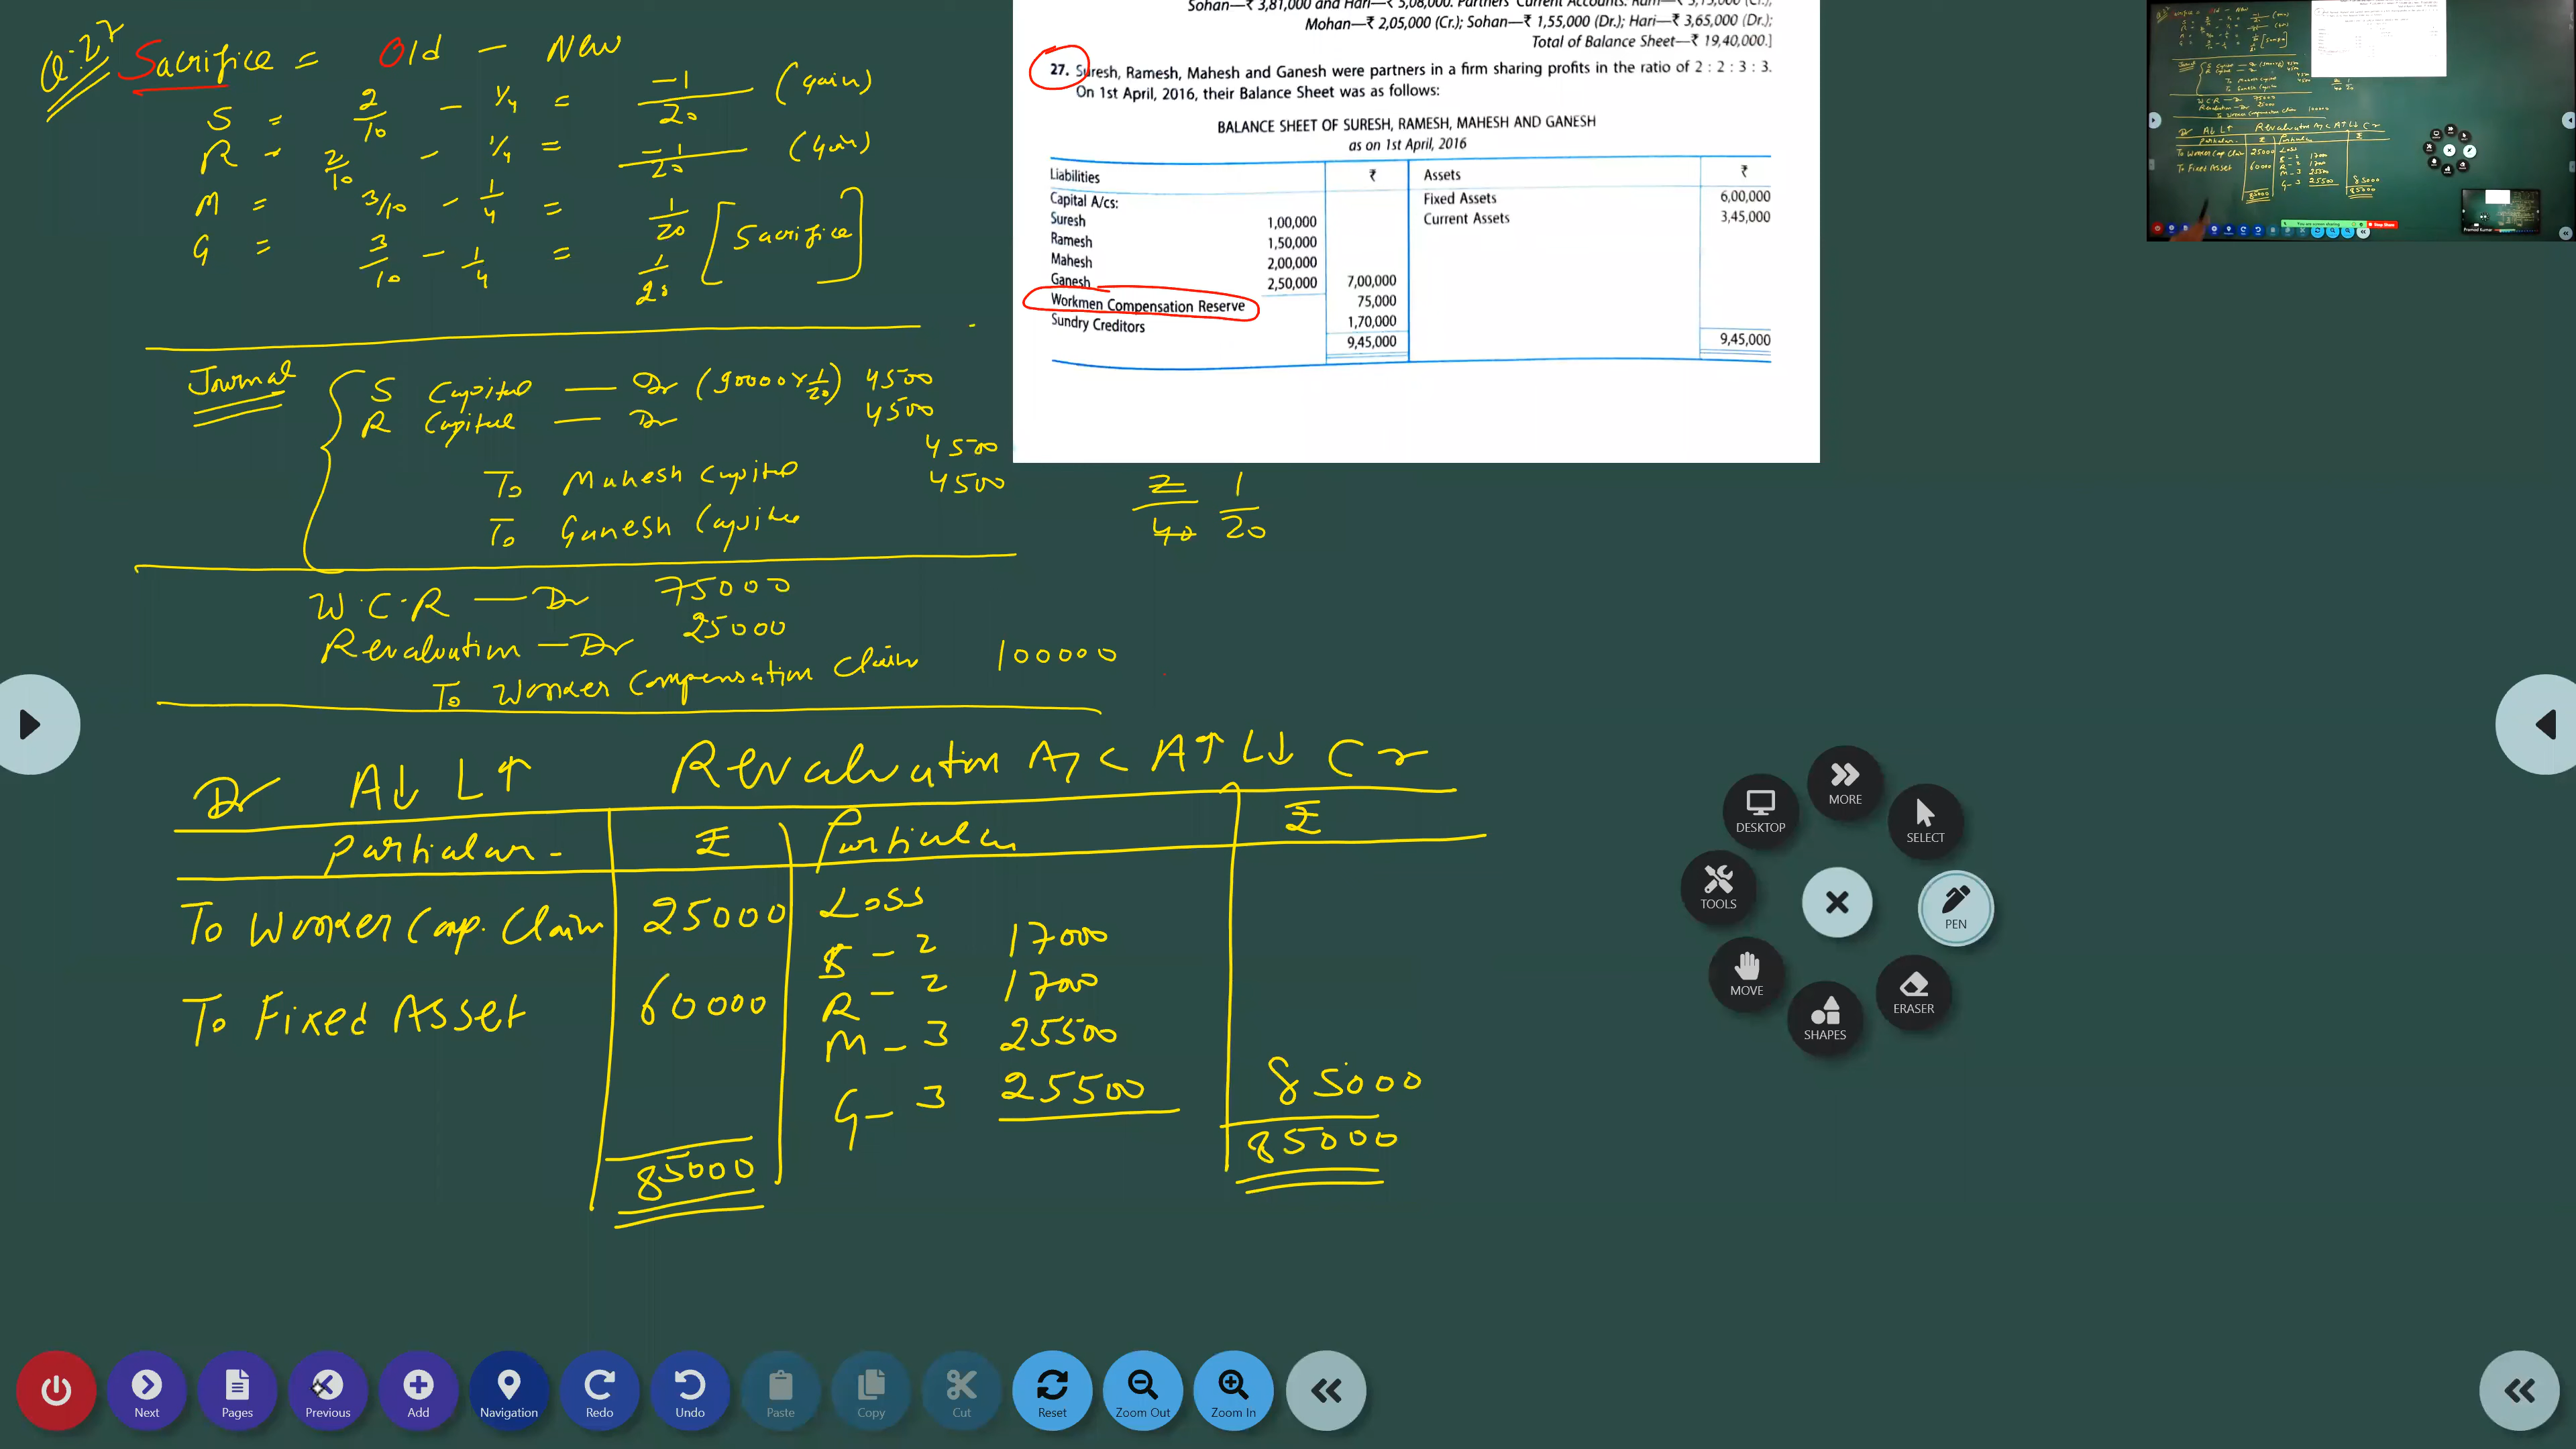 Q:27 Sacrifice = Old - New
S = 2/10 - 1/4 = -1/20 (gain)
R - 2/10 - 1/4 = -1/20 (gain)
M = 3/10 - 1/4 = 1/20
G = 3/10 - 1/4 = 1/20 [Sacrifice]
Journal
S Capital — Dr (90000 x 1/20) 4500
R Capital — Dr 4500
4500
To Mahesh Capital
4500
To Ganesh Capital
W.C.R — Dr 75000
Revaluation — Dr 25000
To Worker Compensation Claim 100000
Dr A↓ L↑ Revaluation A/c A↑ L↓ Cr
Particular - ₹ Particular ₹
To Worker Comp. Claim 25000 Loss
S - 2 17000
To Fixed Asset 60000 R - 2 1700
M - 3 25500
G - 3 25500 85000
85000 85000
2/40 1/20
Sohan—₹ 3,81,000 and Hari—₹ 5,08,000. Partners' Current Accounts: Ram—₹ 3,15,000 (Cr.);
Mohan—₹ 2,05,000 (Cr.); Sohan—₹ 1,55,000 (Dr.); Hari—₹ 3,65,000 (Dr.);
Total of Balance Sheet—₹ 19,40,000.]
27. Suresh, Ramesh, Mahesh and Ganesh were partners in a firm sharing profits in the ratio of 2 : 2 : 3 : 3.
On 1st April, 2016, their Balance Sheet was as follows:
BALANCE SHEET OF SURESH, RAMESH, MAHESH AND GANESH
as on 1st April, 2016
Liabilities ₹ Assets ₹
Capital A/cs: Fixed Assets 6,00,000
Suresh 1,00,000 Current Assets 3,45,000
Ramesh 1,50,000
Mahesh 2,00,000
Ganesh 2,50,000 7,00,000
Workmen Compensation Reserve 75,000
Sundry Creditors 1,70,000
9,45,000 9,45,000
MORE
DESKTOP
SELECT
TOOLS
PEN
MOVE
ERASER
SHAPES
Next
Pages
Previous
Add
Navigation
Redo
Undo
Paste
Copy
Cut
Reset
Zoom Out
Zoom In